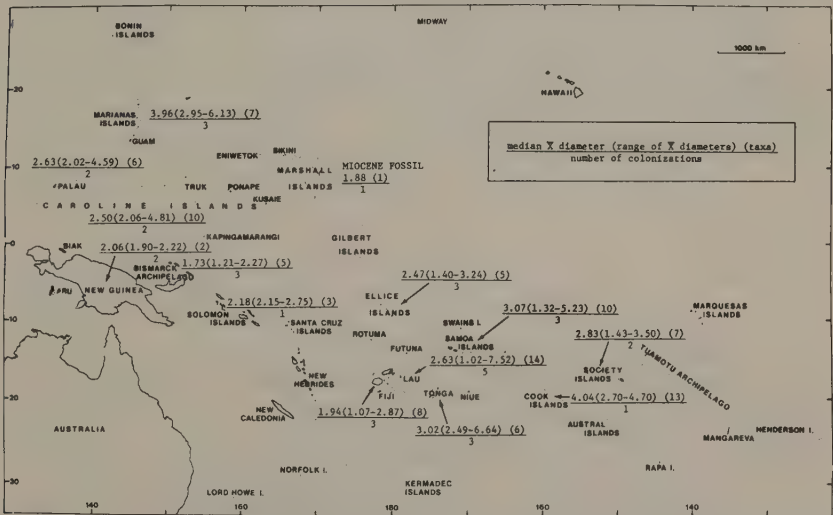 BONIN
ISLANDS
MIDWAY
1000 km
20
HAWAII
MARIANAS
ISLANDS
3.96(2.95-6.13) (7)
3
GUAM
median X̄ diameter (range of X̄ diameters) (taxa)
number of colonizations
2.63(2.02-4.59) (6)
2
ENIWETOK
BIKINI
MARSHALL
ISLANDS
MIOCENE FOSSIL
1.88 (1)
1
10
PALAU
TRUK
PONAPE
KUSAIE
CAROLINE ISLANDS
2.50(2.06-4.81) (10)
2
0
KAPINGAMARANGI
GILBERT
ISLANDS
BIAK
2.06(1.90-2.22) (2)
2
BISMARCK
ARCHIPELAGO
1.73(1.21-2.27) (5)
3
ARU
NEW GUINEA
2.47(1.40-3.24) (5)
3
ELLICE
ISLANDS
2.18(2.15-2.75) (3)
1
SOLOMON
ISLANDS
10
SANTA CRUZ
ISLANDS
3.07(1.32-5.23) (10)
3
SWAINS I.
MARQUESAS
ISLANDS
2.83(1.43-3.50) (7)
2
ROTUMA
SAMOA
ISLANDS
FUTUNA
2.63(1.02-7.52) (14)
5
SOCIETY
ISLANDS
TUAMOTU ARCHIPELAGO
NEW
HEBRIDES
LAU
FIJI
20
TONGA
NIUE
COOK
ISLANDS
4.04(2.70-4.70) (13)
1
1.94(1.07-2.87) (8)
3
NEW
CALEDONIA
3.02(2.49-6.64) (6)
3
AUSTRAL
ISLANDS
AUSTRALIA
MANGAREVA
HENDERSON I.
NORFOLK I.
RAPA I.
30
LORD HOWE I.
KERMADEC
ISLANDS
140
160
180
160
140